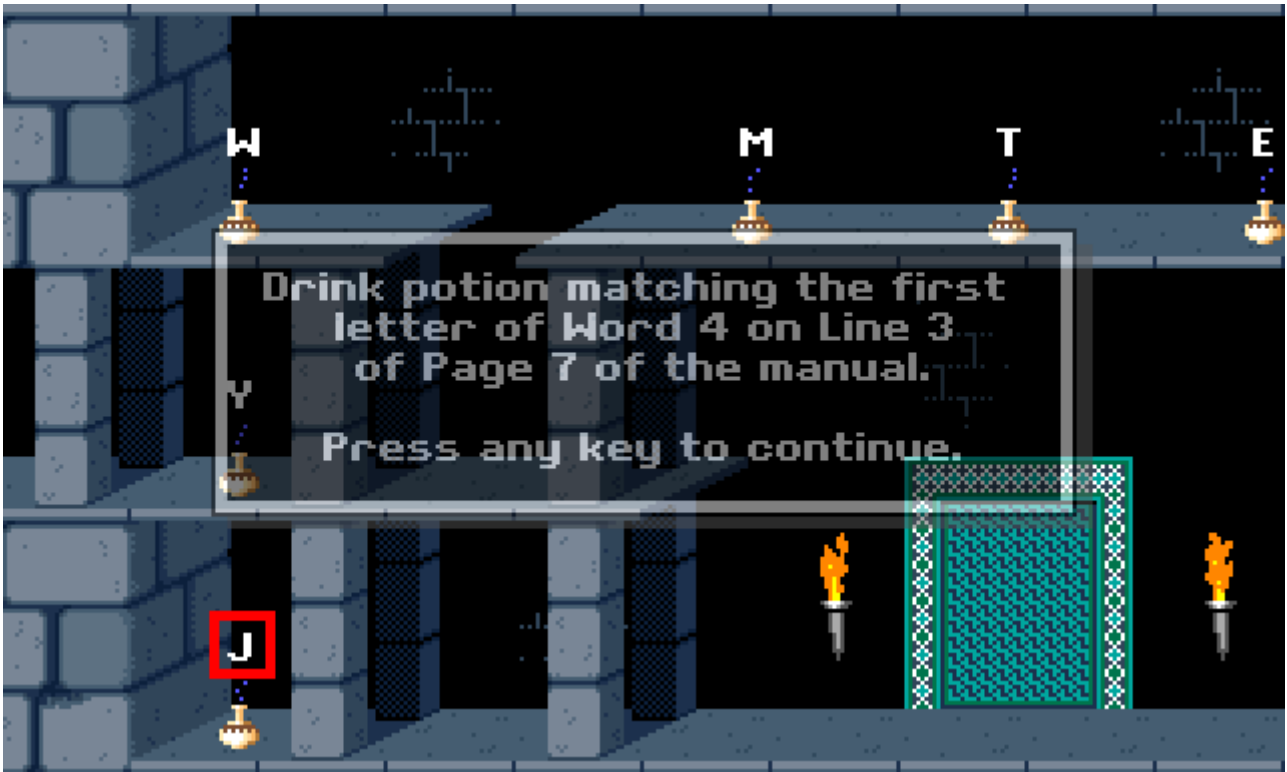 W M T E
Drink potion matching the first
letter of Word 4 on Line 3
of Page 7 of the manual.
Y
Press any key to continue.
J